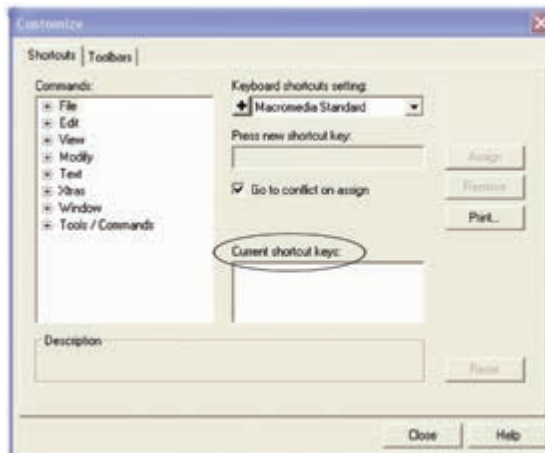 Customize
Shortcuts
Toolbars
Commands:
File
Edit
View
Modify
Text
Xtras
Window
Tools / Commands
Keyboard shortcuts setting:
Macromedia Standard
Press new shortcut key:
Assign
Go to conflict on assign
Remove
Print...
Current shortcut keys:
Description
Reset
Close
Help